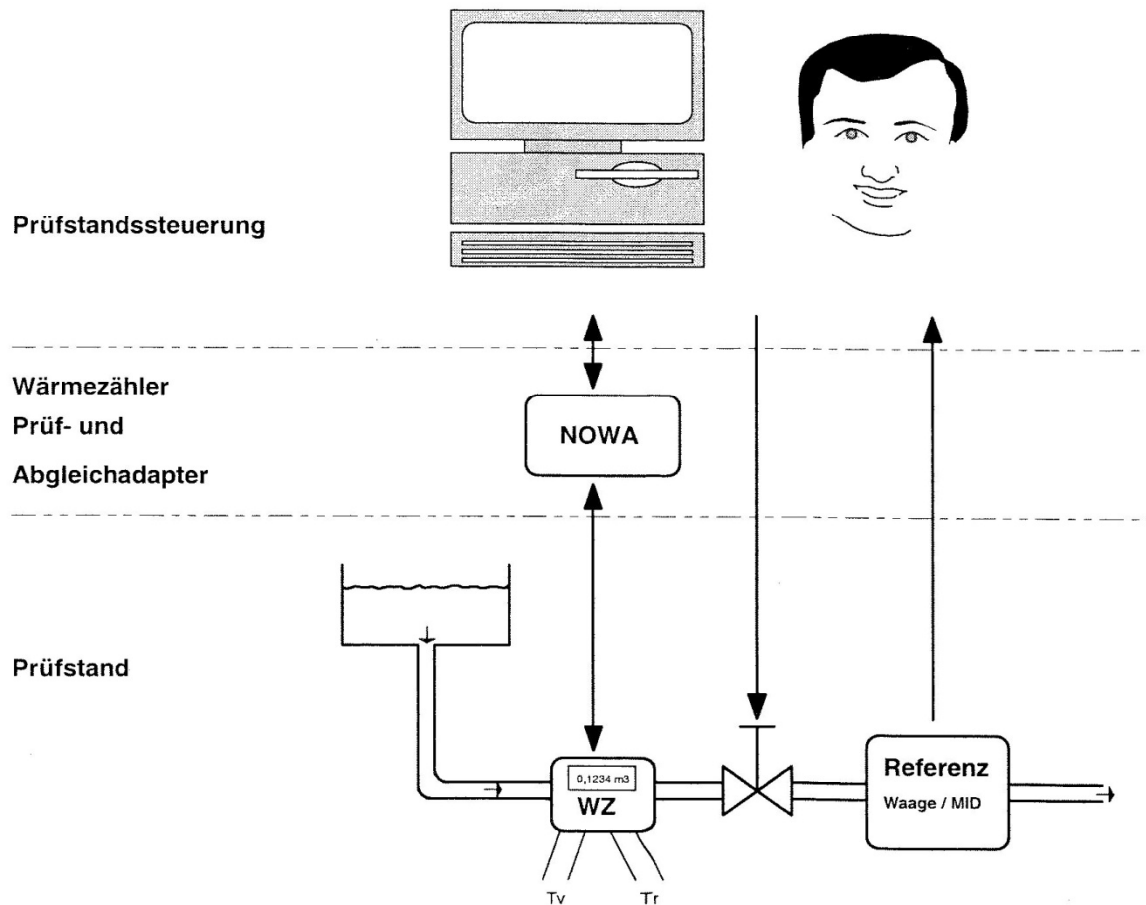 Prüfstandssteuerung
Wärmezähler
Prüf- und
Abgleichadapter
NOWA
Prüfstand
0,1234 m3
WZ
Referenz
Waage / MID
Tv Tr